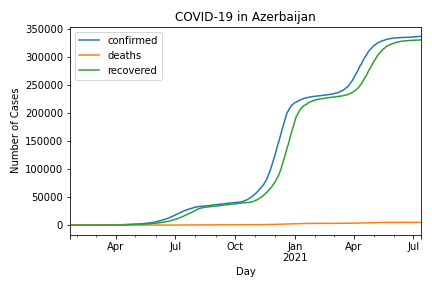 COVID-19 in Azerbaijan
350000
300000
250000
200000
150000
100000
50000
0
Number of Cases
confirmed
deaths
recovered
Apr
Jul
Oct
Jan
2021
Apr
Jul
Day